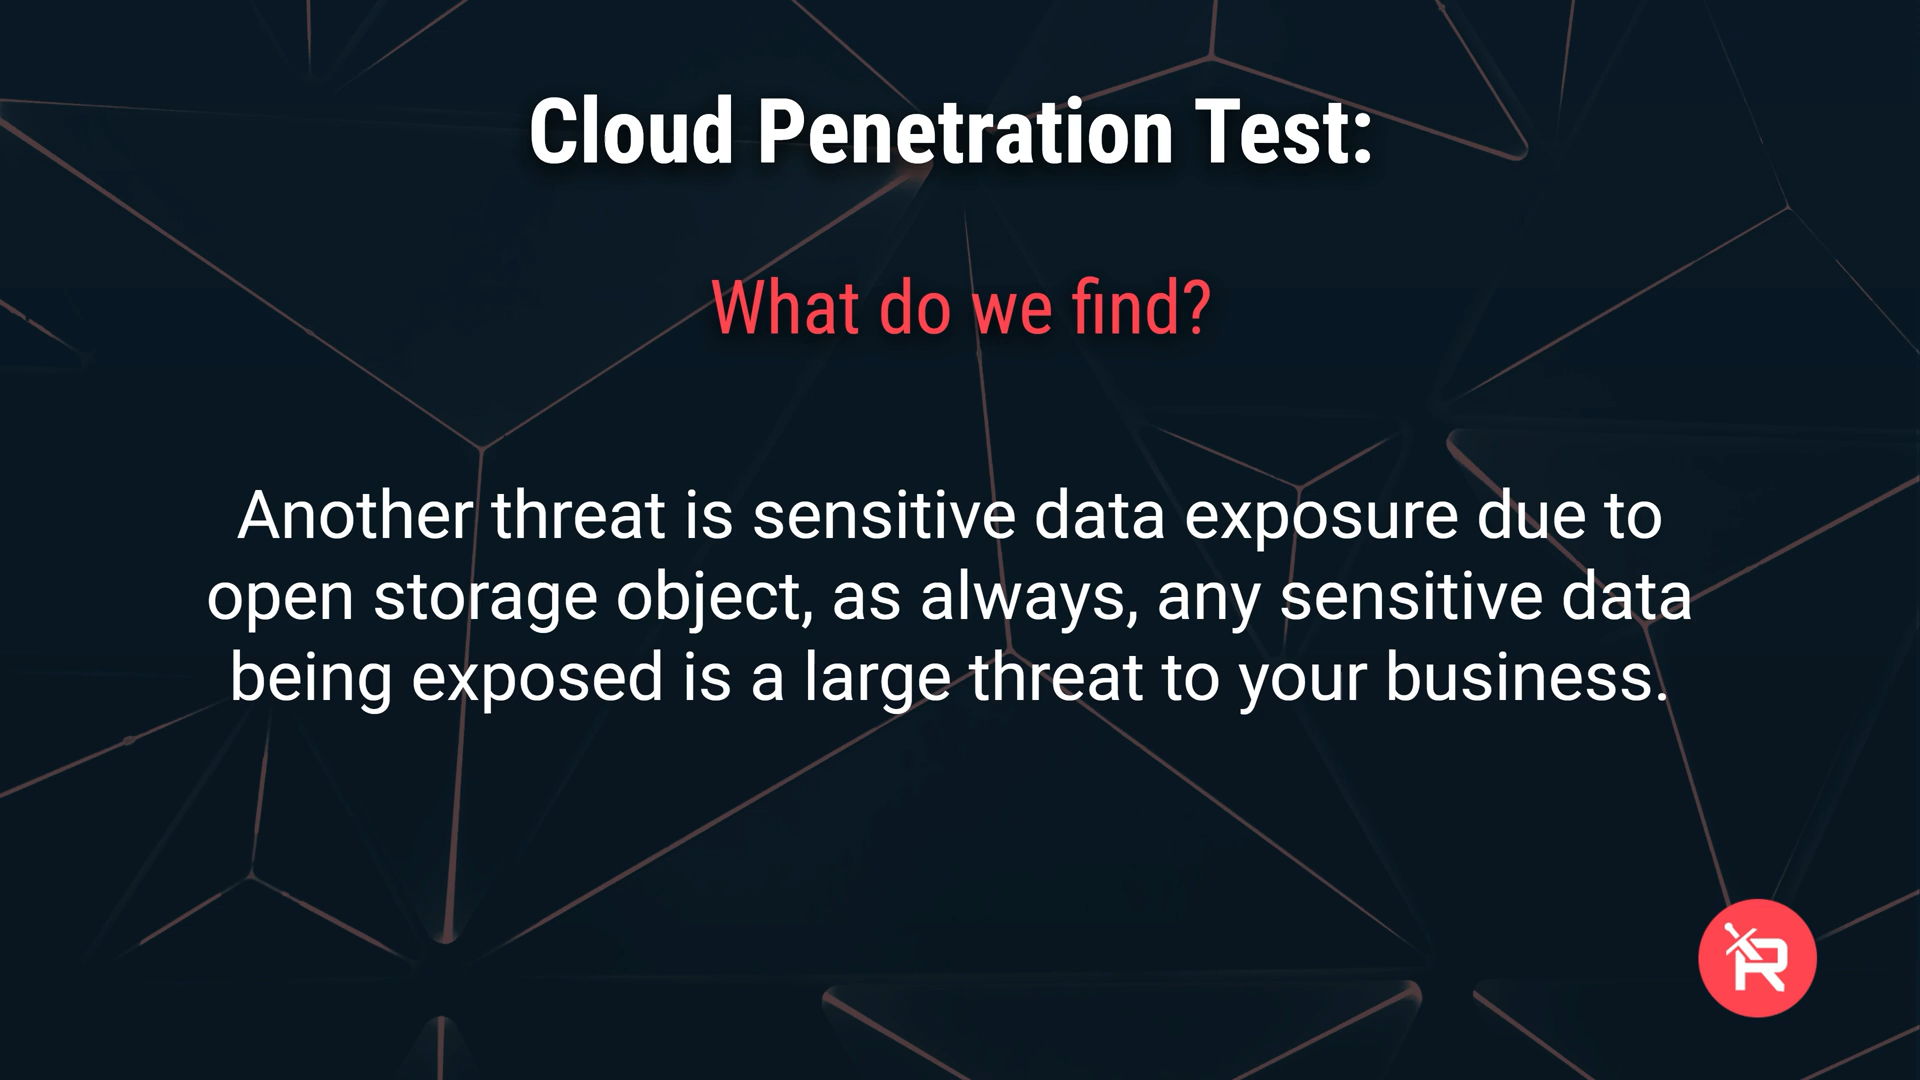 Cloud Penetration Test:
What do we find?
Another threat is sensitive data exposure due to
open storage object, as always, any sensitive data
being exposed is a large threat to your business.
R